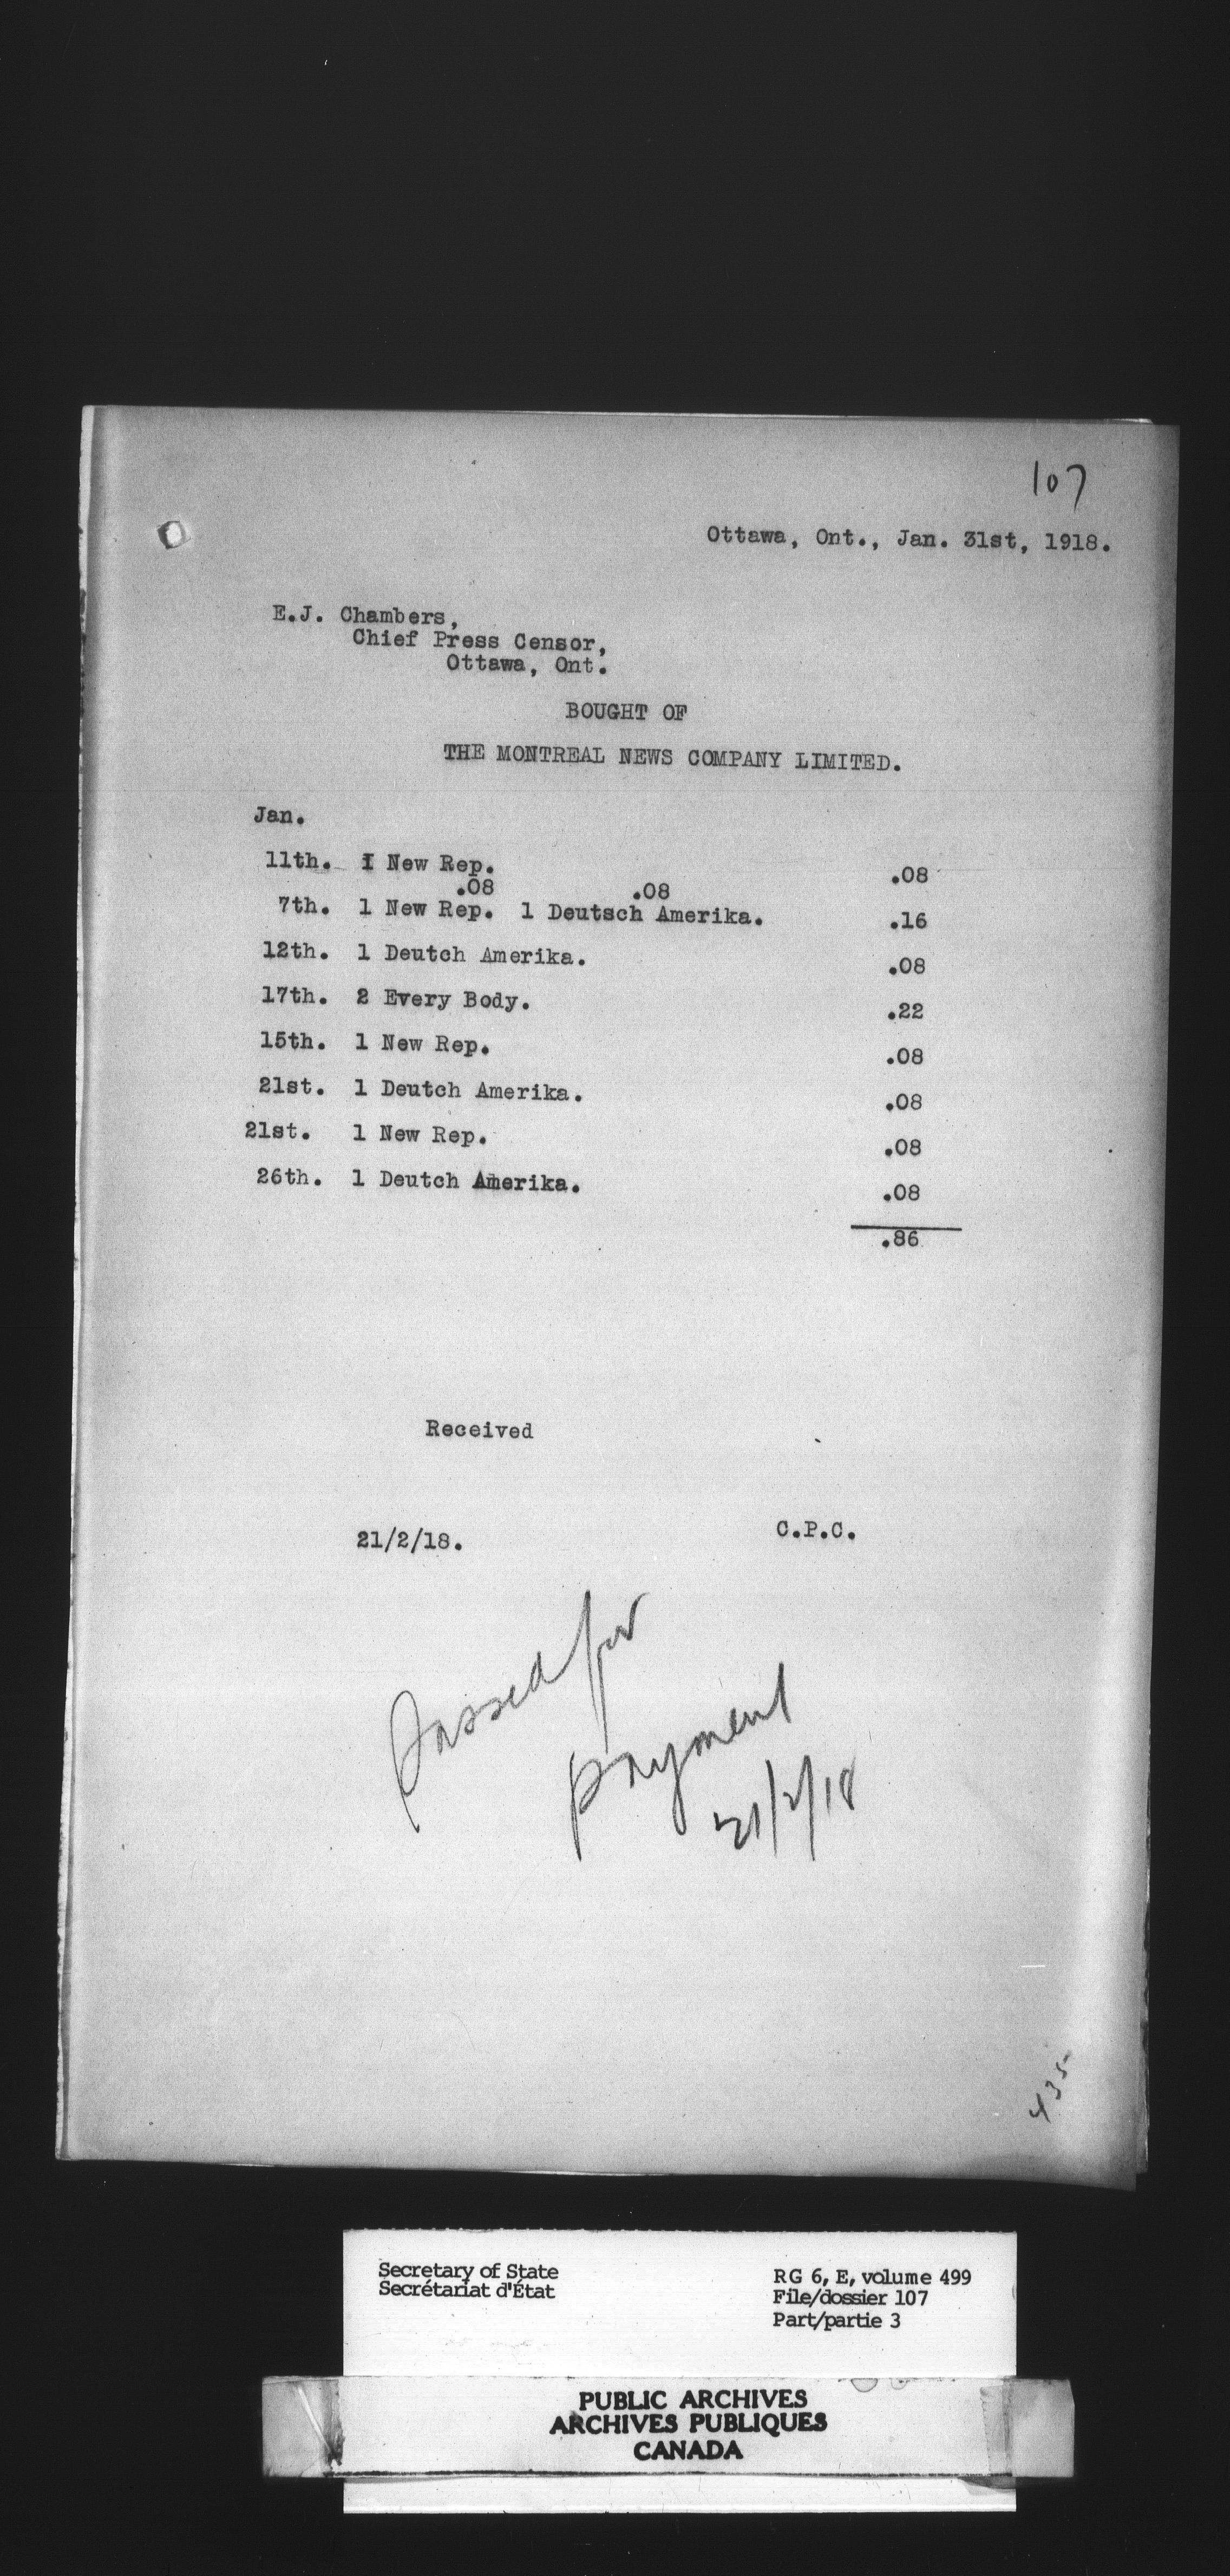 107
Ottawa, Ont., Jan. 31st, 1918.
E.J. Chambers,
Chief Press Censor,
Ottawa, Ont.
BOUGHT OF
THE MONTREAL NEWS COMPANY LIMITED.
Jan.
11th. 1 New Rep. .08
.08 .08
7th. 1 New Rep. 1 Deutsch Amerika. .16
12th. 1 Deutch Amerika. .08
17th. 2 Every Body. .22
15th. 1 New Rep. .08
21st. 1 Deutch Amerika. .08
21st. 1 New Rep. .08
26th. 1 Deutch Amerika. .08
.86
Received
21/2/18. C.P.C.
Passed for
payment
21/2/18
435
Secretary of State
Secrétariat d'État
RG 6, E, volume 499
File/dossier 107
Part/partie 3
PUBLIC ARCHIVES
ARCHIVES PUBLIQUES
CANADA